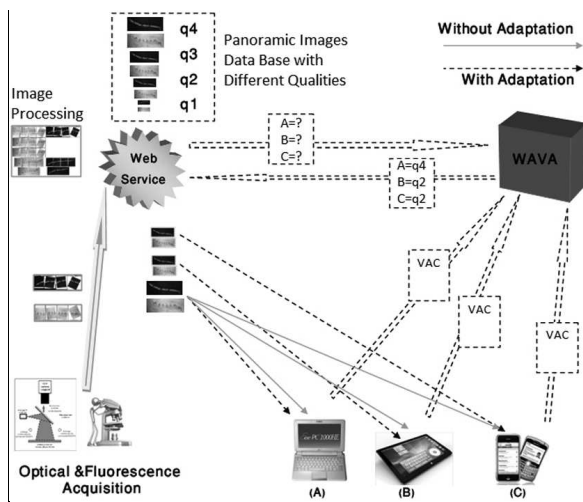 q4
q3
q2
q1
Panoramic Images
Data Base with
Different Qualities
Without Adaptation
With Adaptation
Image
Processing
Web
Service
A=?
B=?
C=?
A=q4
B=q2
C=q2
WAVA
VAC
VAC
VAC
Optical &Fluorescence
Acquisition
(A)
(B)
(C)